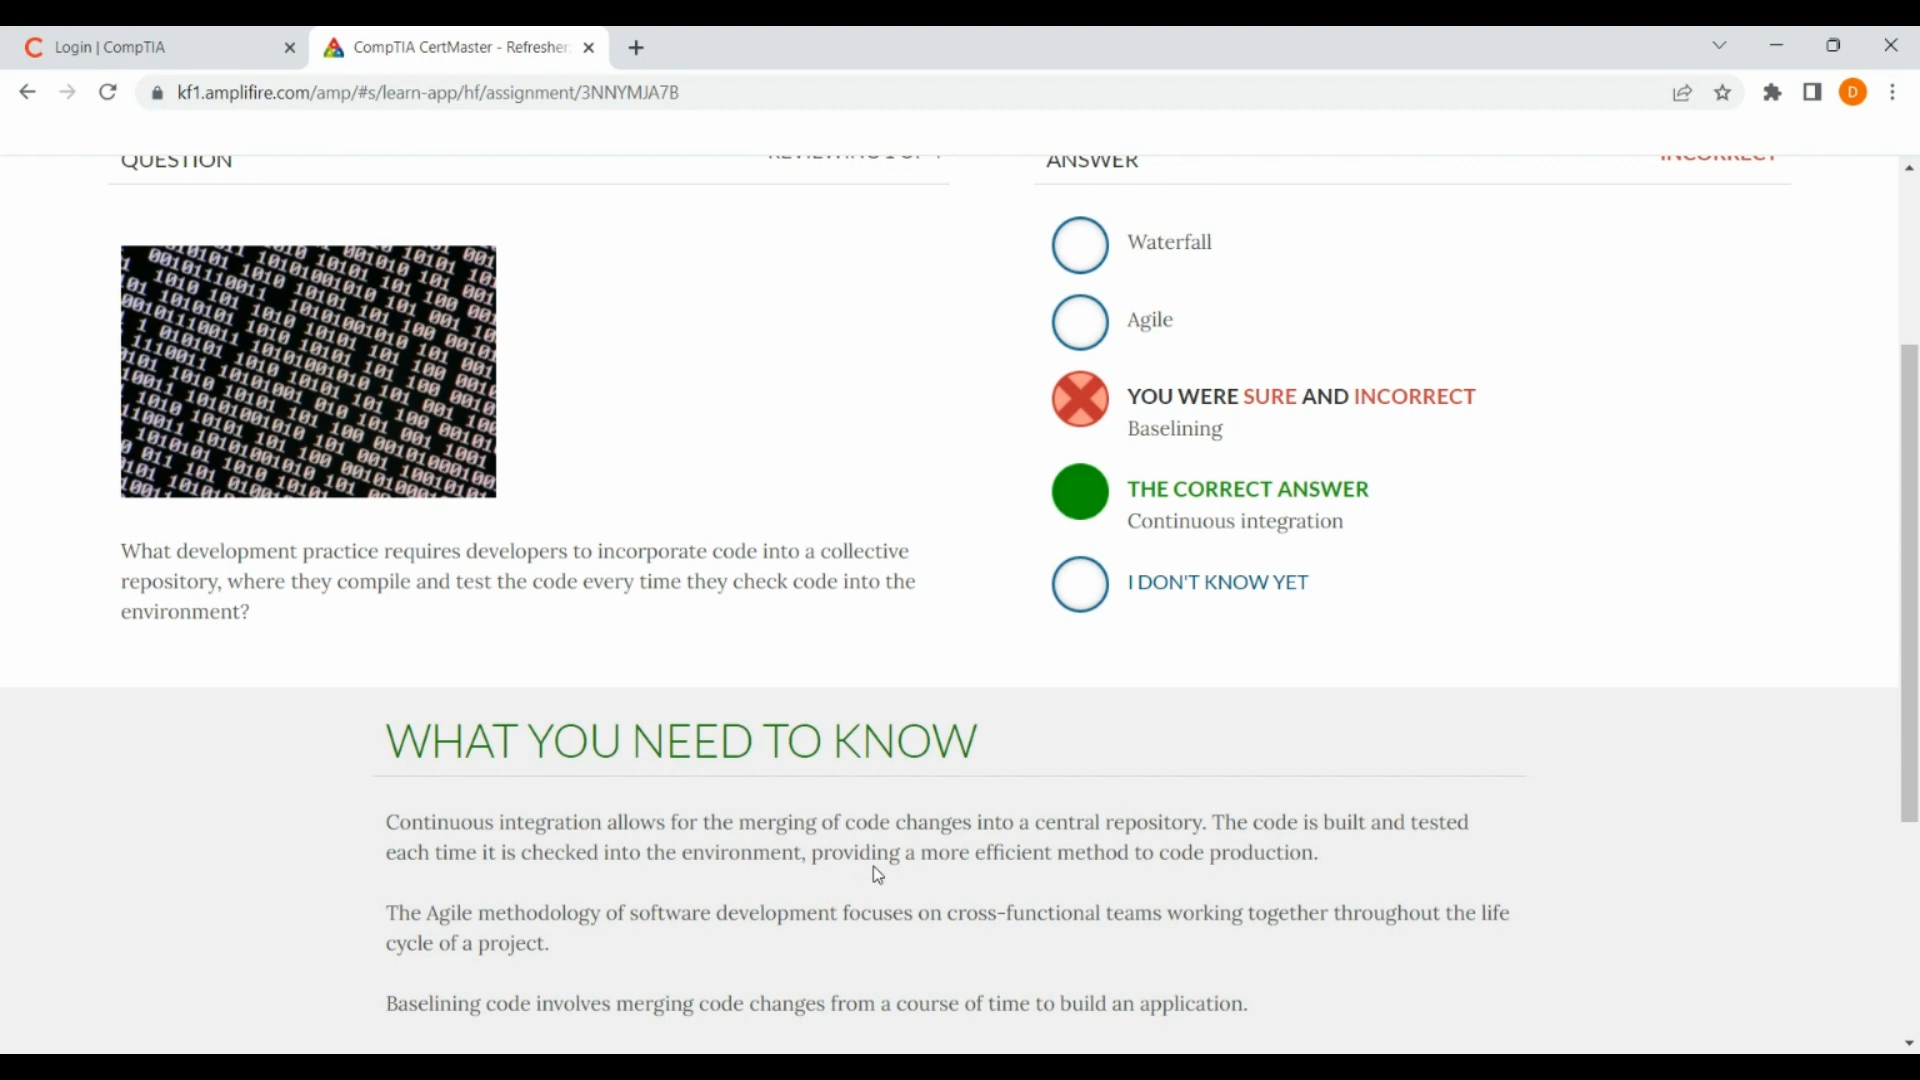 Login | CompTIA
CompTIA CertMaster - Refresher
kf1.amplifire.com/amp/#s/learn-app/hf/assignment/3NNYMJA7B
D
QUESTION
ANSWER
INCORRECT
Waterfall
Agile
YOU WERE SURE AND INCORRECT
Baselining
THE CORRECT ANSWER
Continuous integration
I DON'T KNOW YET
What development practice requires developers to incorporate code into a collective
repository, where they compile and test the code every time they check code into the
environment?
WHAT YOU NEED TO KNOW
Continuous integration allows for the merging of code changes into a central repository. The code is built and tested
each time it is checked into the environment, providing a more efficient method to code production.
The Agile methodology of software development focuses on cross-functional teams working together throughout the life
cycle of a project.
Baselining code involves merging code changes from a course of time to build an application.